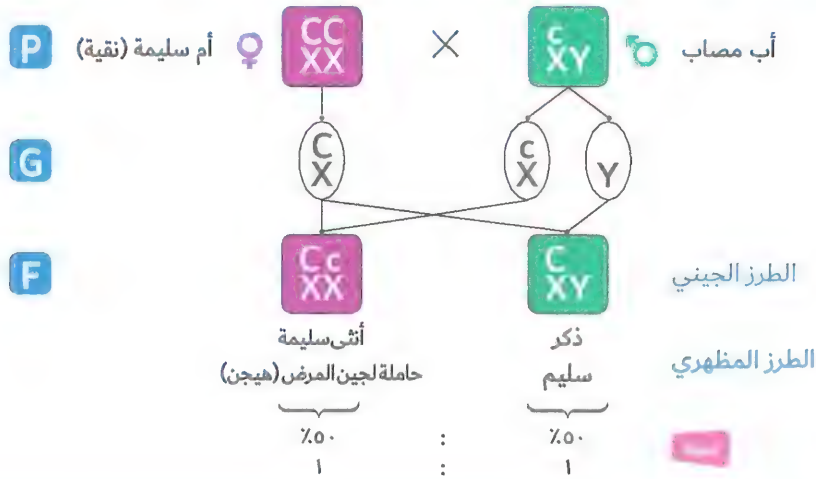 P أم سليمة (نقية) ♀ CC × c ♂ أب مصاب
XX XY
G C c Y
X X
F Cc C الطرز الجيني
XX XY
أنثى سليمة ذكر
حاملة لجين المرض (هيجن) سليم الطرز المظهري
٥٠٪ : ٥٠٪
١ : ١